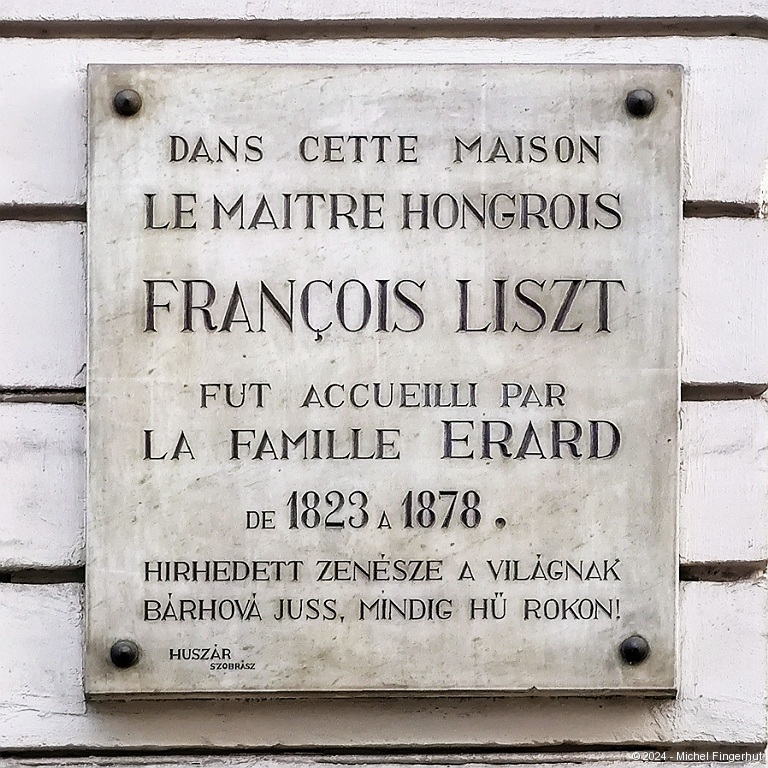 DANS CETTE MAISON
LE MAITRE HONGROIS
FRANÇOIS LISZT
FUT ACCUEILLI PAR
LA FAMILLE ERARD
DE 1823 A 1878.
HIRHEDETT ZENÉSZE A VILÁGNAK
BÁRHOVÁ JUSS, MINDIG HŰ ROKON!
HUSZÁR
SZOBRÁSZ
©2024 - Michel Fingerhut